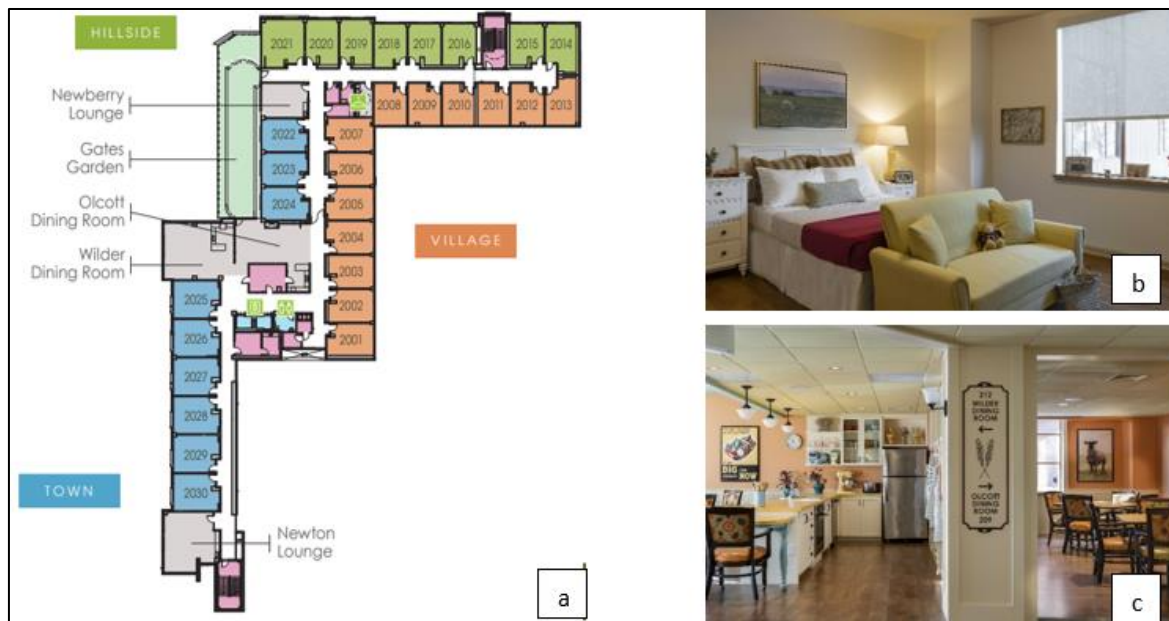 HILLSIDE
2021
2020
2019
2018
2017
2016
2015
2014
Newberry
Lounge
2008
2009
2010
2011
2012
2013
Gates
Garden
2022
2007
2023
2006
Olcott
Dining Room
2024
2005
Wilder
Dining Room
2004
VILLAGE
2003
2025
2002
2026
2001
2027
2028
2029
TOWN
2030
Newton
Lounge
a
b
BIG
NOW
212
WILDER
DINING
ROOM
←
→
OLCOTT
DINING
ROOM
209
c